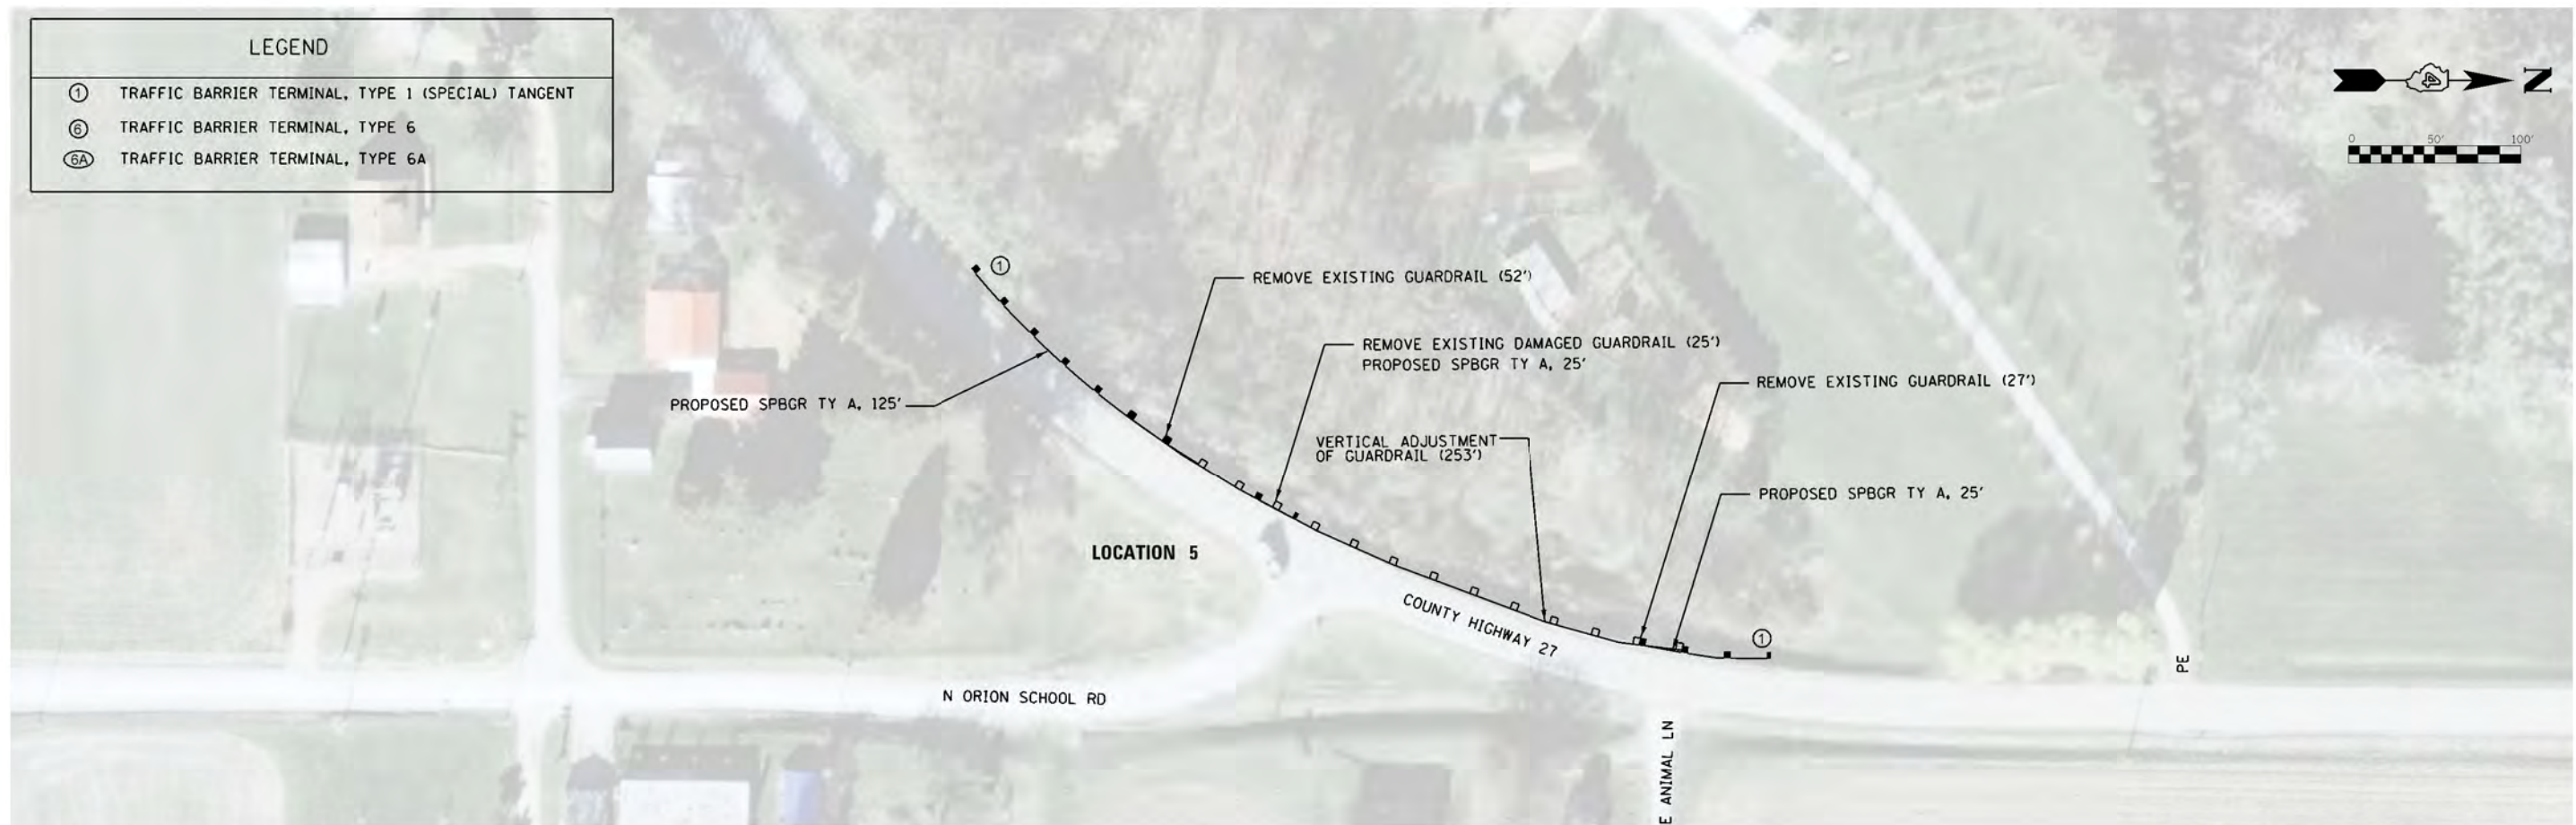 LEGEND
1 TRAFFIC BARRIER TERMINAL, TYPE 1 (SPECIAL) TANGENT
6 TRAFFIC BARRIER TERMINAL, TYPE 6
6A TRAFFIC BARRIER TERMINAL, TYPE 6A
N
0 50' 100'
1
REMOVE EXISTING GUARDRAIL (52')
REMOVE EXISTING DAMAGED GUARDRAIL (25')
PROPOSED SPBGR TY A, 25'
REMOVE EXISTING GUARDRAIL (27')
PROPOSED SPBGR TY A, 125'
VERTICAL ADJUSTMENT
OF GUARDRAIL (253')
PROPOSED SPBGR TY A, 25'
LOCATION 5
COUNTY HIGHWAY 27
1
PE
N ORION SCHOOL RD
E ANIMAL LN